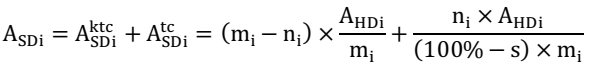 A_SDi = A_SDi^ktc + A_SDi^tc = (m_i − n_i) × A_HDi/m_i + (n_i × A_HDi)/((100% − s) × m_i)